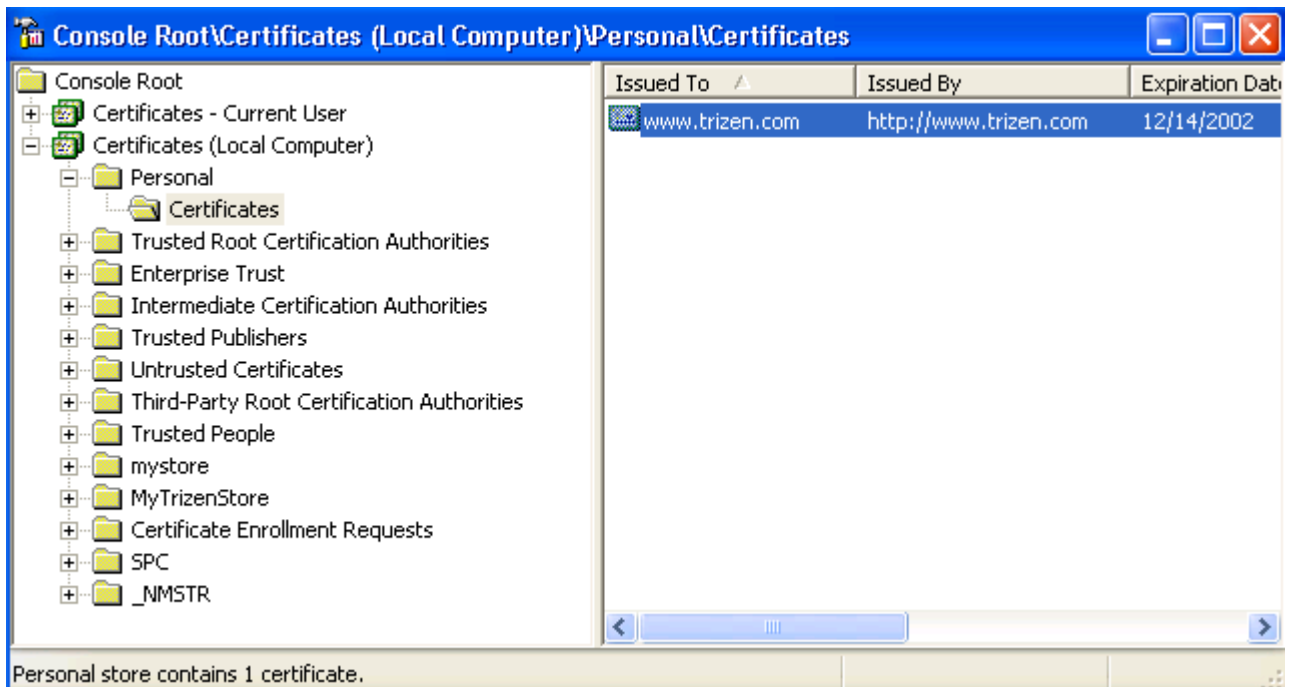 Console Root\Certificates (Local Computer)\Personal\Certificates
Console Root
Certificates - Current User
Certificates (Local Computer)
Personal
Certificates
Trusted Root Certification Authorities
Enterprise Trust
Intermediate Certification Authorities
Trusted Publishers
Untrusted Certificates
Third-Party Root Certification Authorities
Trusted People
mystore
MyTrizenStore
Certificate Enrollment Requests
SPC
_NMSTR
Issued To Issued By Expiration Dat
www.trizen.com http://www.trizen.com 12/14/2002
Personal store contains 1 certificate.